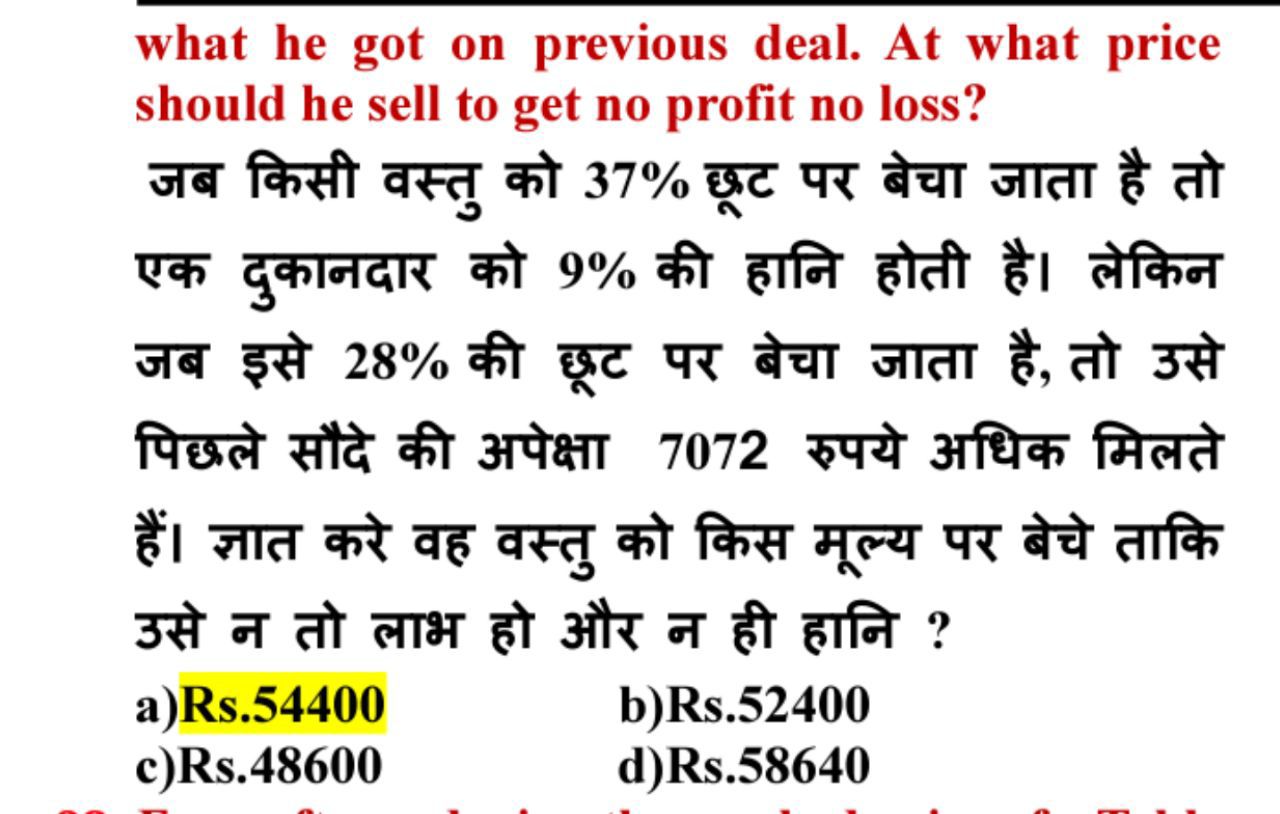 what he got on previous deal. At what price
should he sell to get no profit no loss?
जब किसी वस्तु को 37% छूट पर बेचा जाता है तो
एक दुकानदार को 9% की हानि होती है। लेकिन
जब इसे 28% की छूट पर बेचा जाता है, तो उसे
पिछले सौदे की अपेक्षा 7072 रुपये अधिक मिलते
हैं। ज्ञात करे वह वस्तु को किस मूल्य पर बेचे ताकि
उसे न तो लाभ हो और न ही हानि ?
a)Rs.54400 b)Rs.52400
c)Rs.48600 d)Rs.58640